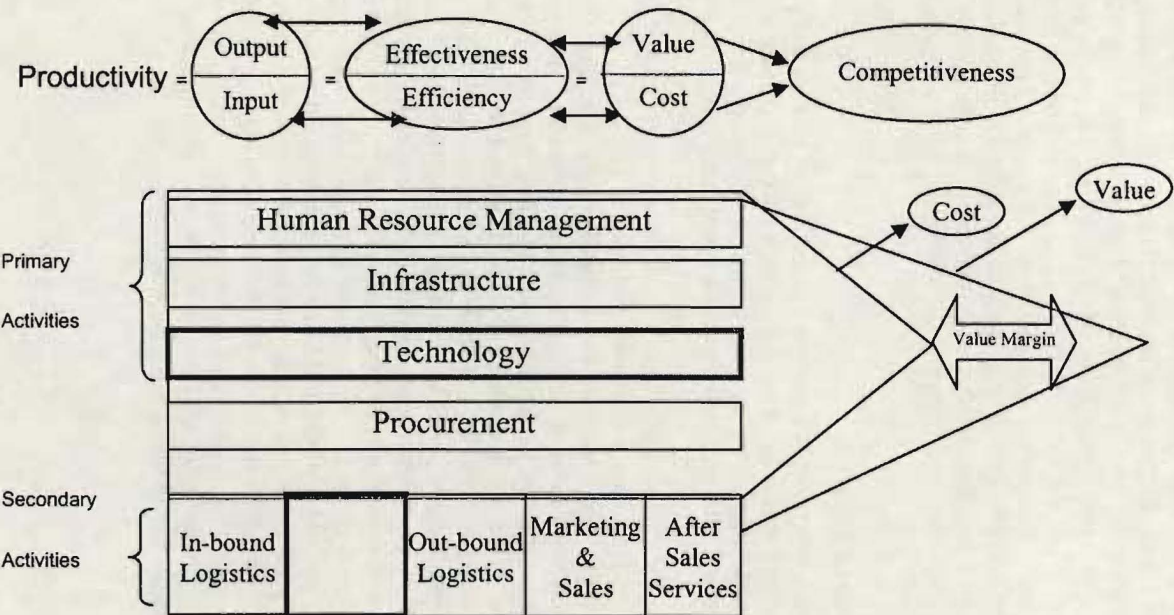 Productivity = Output / Input = Effectiveness / Efficiency = Value / Cost
Competitiveness
Human Resource Management
Infrastructure
Technology
Procurement
Primary
Activities
Secondary
Activities
In-bound
Logistics
Out-bound
Logistics
Marketing
&
Sales
After
Sales
Services
Cost
Value
Value Margin